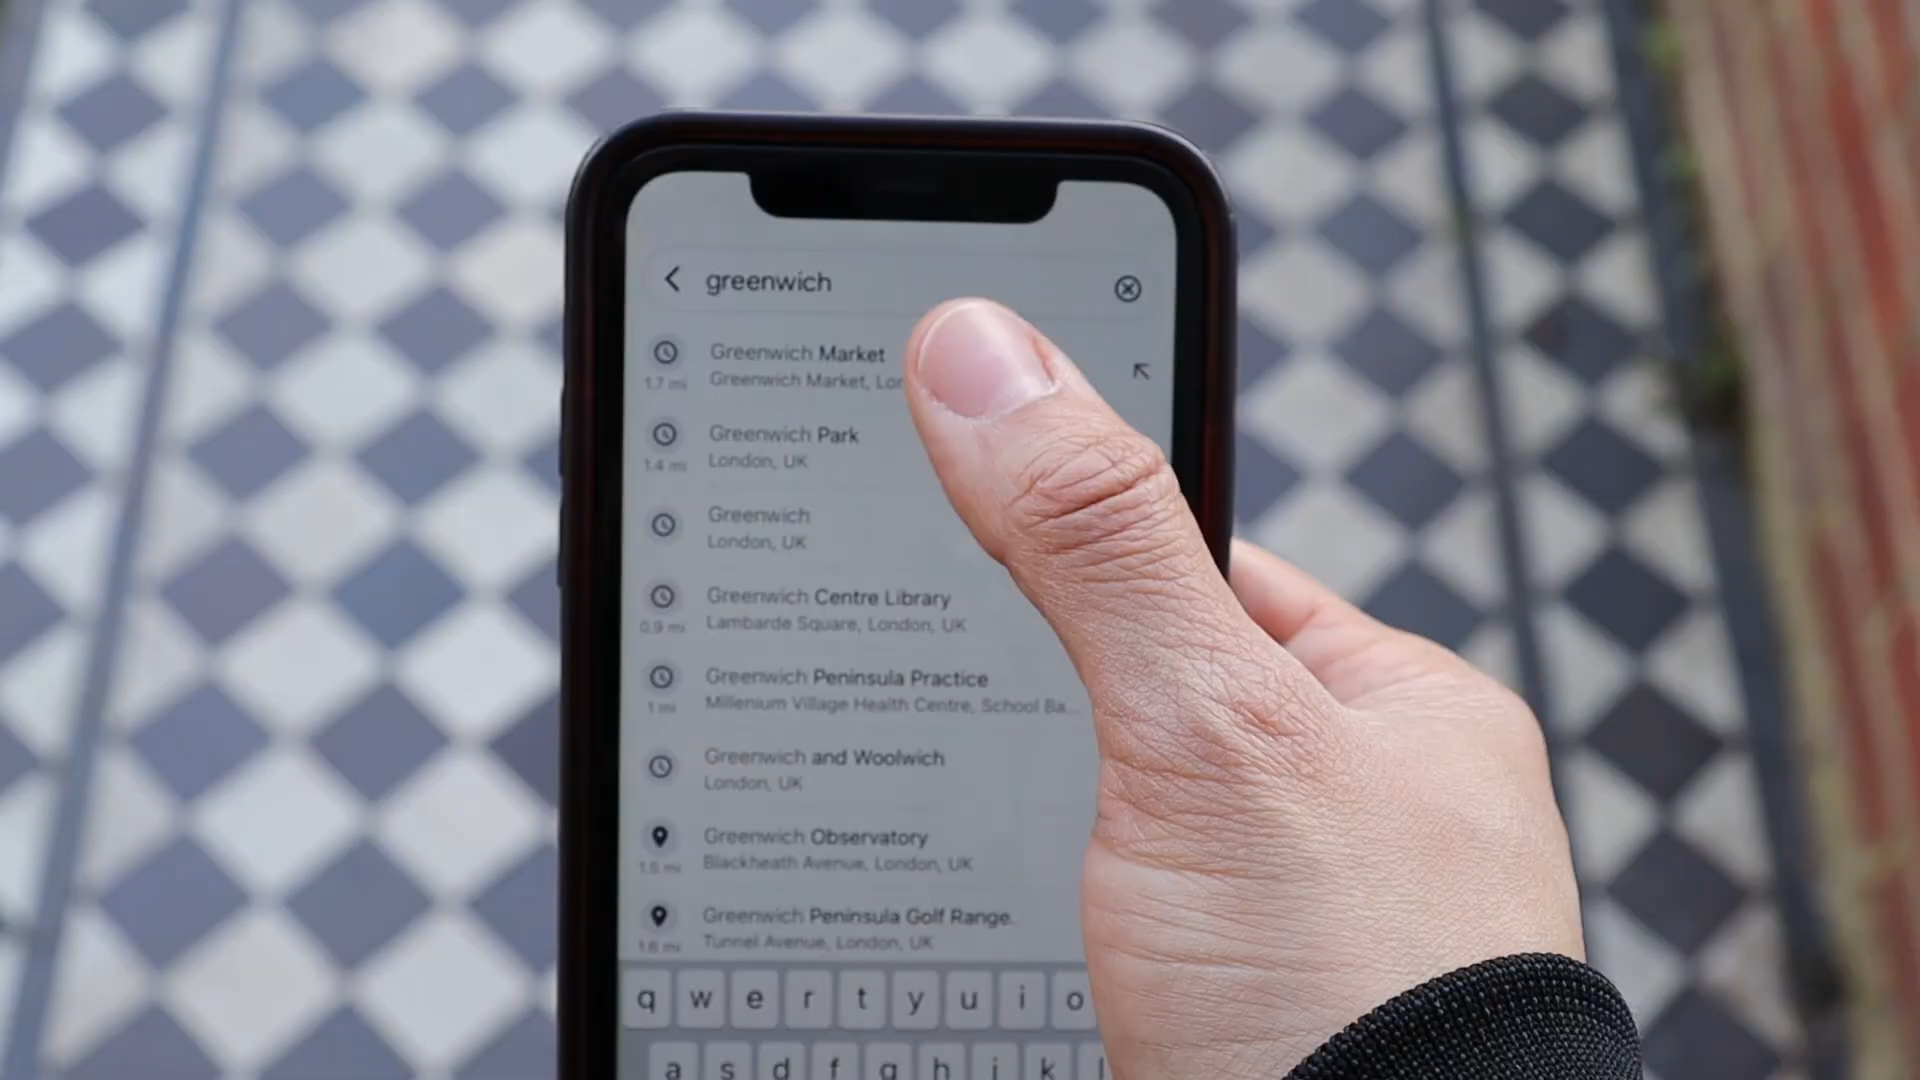 greenwich
Greenwich Market
1.7 mi
Greenwich Market,
Greenwich Park
1.4 mi
London, UK
Greenwich
London, UK
Greenwich Centre Library
0.9 mi
Lambarde Square, London, UK
Greenwich Peninsula Practice
1 mi
Millenium Village Health Centre, School Ba...
Greenwich and Woolwich
London, UK
Greenwich Observatory
1.5 mi
Blackheath Avenue, London, UK
Greenwich Peninsula Golf Range.
1.6 mi
Tunnel Avenue, London, UK
q w e r t y u i o
a s d f g h j k l